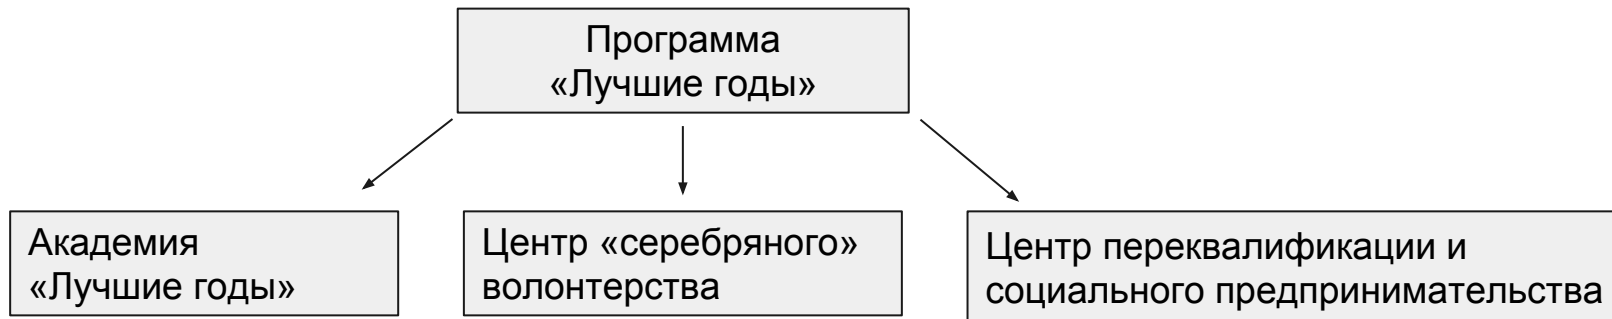 Программа
«Лучшие годы»
Академия
«Лучшие годы»
Центр «серебряного»
волонтерства
Центр переквалификации и
социального предпринимательства